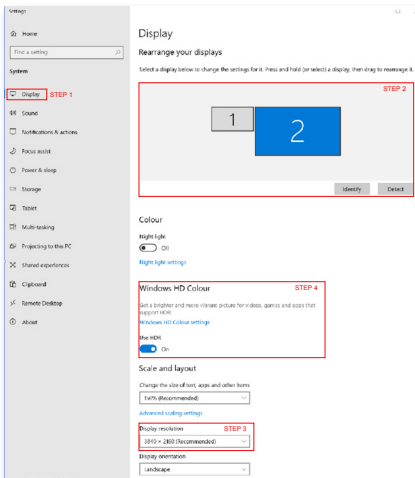 Settings
Home
Find a setting
System
Display STEP 1
Sound
Notifications & actions
Focus assist
Power & sleep
Storage
Tablet
Multi-tasking
Projecting to this PC
Shared experiences
Clipboard
Remote Desktop
About
Display
Rearrange your displays
Select a display below to change the settings for it. Press and hold (or select) a display, then drag to rearrange it.
STEP 2
1
2
Identify Detect
Colour
Night light
Off
Night light settings
Windows HD Colour STEP 4
Get a brighter and more vibrant picture for videos, games and apps that
support HDR.
Windows HD Colour settings
Use HDR
On
Scale and layout
Change the size of text, apps and other items
150% (Recommended)
Advanced scaling settings
Display resolution STEP 3
3840 × 2160 (Recommended)
Display orientation
Landscape